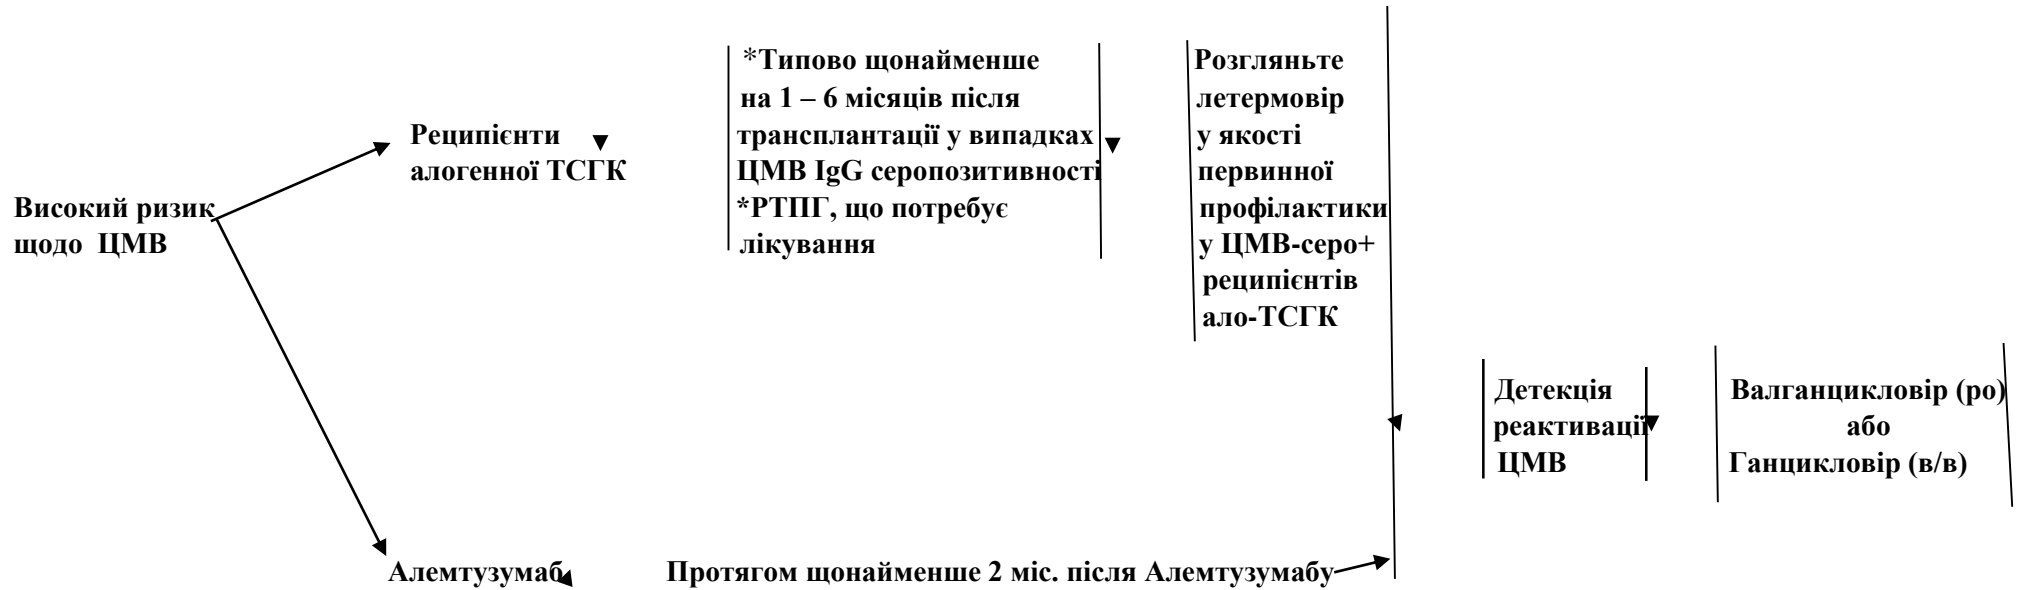 Високий ризик
щодо ЦМВ
Реципієнти
алогенної ТСГК
*Типово щонайменше
на 1 – 6 місяців після
трансплантації у випадках
ЦМВ IgG серопозитивності
*РТПГ, що потребує
лікування
Розгляньте
летермовір
у якості
первинної
профілактики
у ЦМВ-серо+
реципієнтів
ало-ТСГК
Алемтузумаб
Протягом щонайменше 2 міс. після Алемтузумабу
Детекція
реактивації
ЦМВ
Валганцикловір (ро)
або
Ганцикловір (в/в)